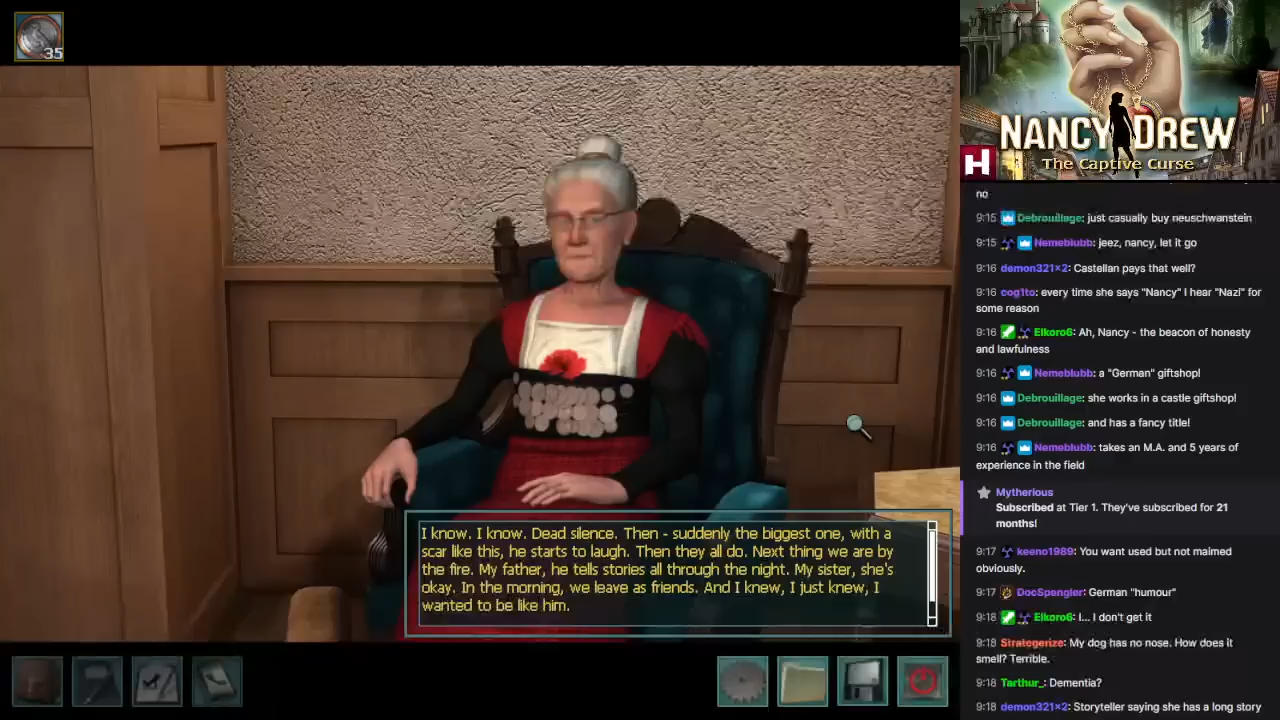 35
I know. I know. Dead silence. Then - suddenly the biggest one, with a
scar like this, he starts to laugh. Then they all do. Next thing we are by
the fire. My father, he tells stories all through the night. My sister, she's
okay. In the morning, we leave as friends. And I knew, I just knew, I
wanted to be like him.
NANCY DREW
The Captive Curse
H
no
9:15 Debrouillage: just casually buy neuschwanstein
9:15 Nemeblubb: jeez, nancy, let it go
9:16 demon321x2: Castellan pays that well?
9:16 cog1to: every time she says "Nancy" I hear "Nazi" for
some reason
9:16 Elkoro6: Ah, Nancy - the beacon of honesty
and lawfulness
9:16 Nemeblubb: a "German" giftshop!
9:16 Debrouillage: she works in a castle giftshop!
9:16 Debrouillage: and has a fancy title!
9:16 Nemeblubb: takes an M.A. and 5 years of
experience in the field
Mytherious
Subscribed at Tier 1. They've subscribed for 21
months!
9:17 keeno1989: You want used but not maimed
obviously.
9:17 DocSpengler: German "humour"
9:18 Elkoro6: I... I don't get it
9:18 Strategerize: My dog has no nose. How does it
smell? Terrible.
9:18 Tarthur_: Dementia?
9:18 demon321x2: Storyteller saying she has a long story